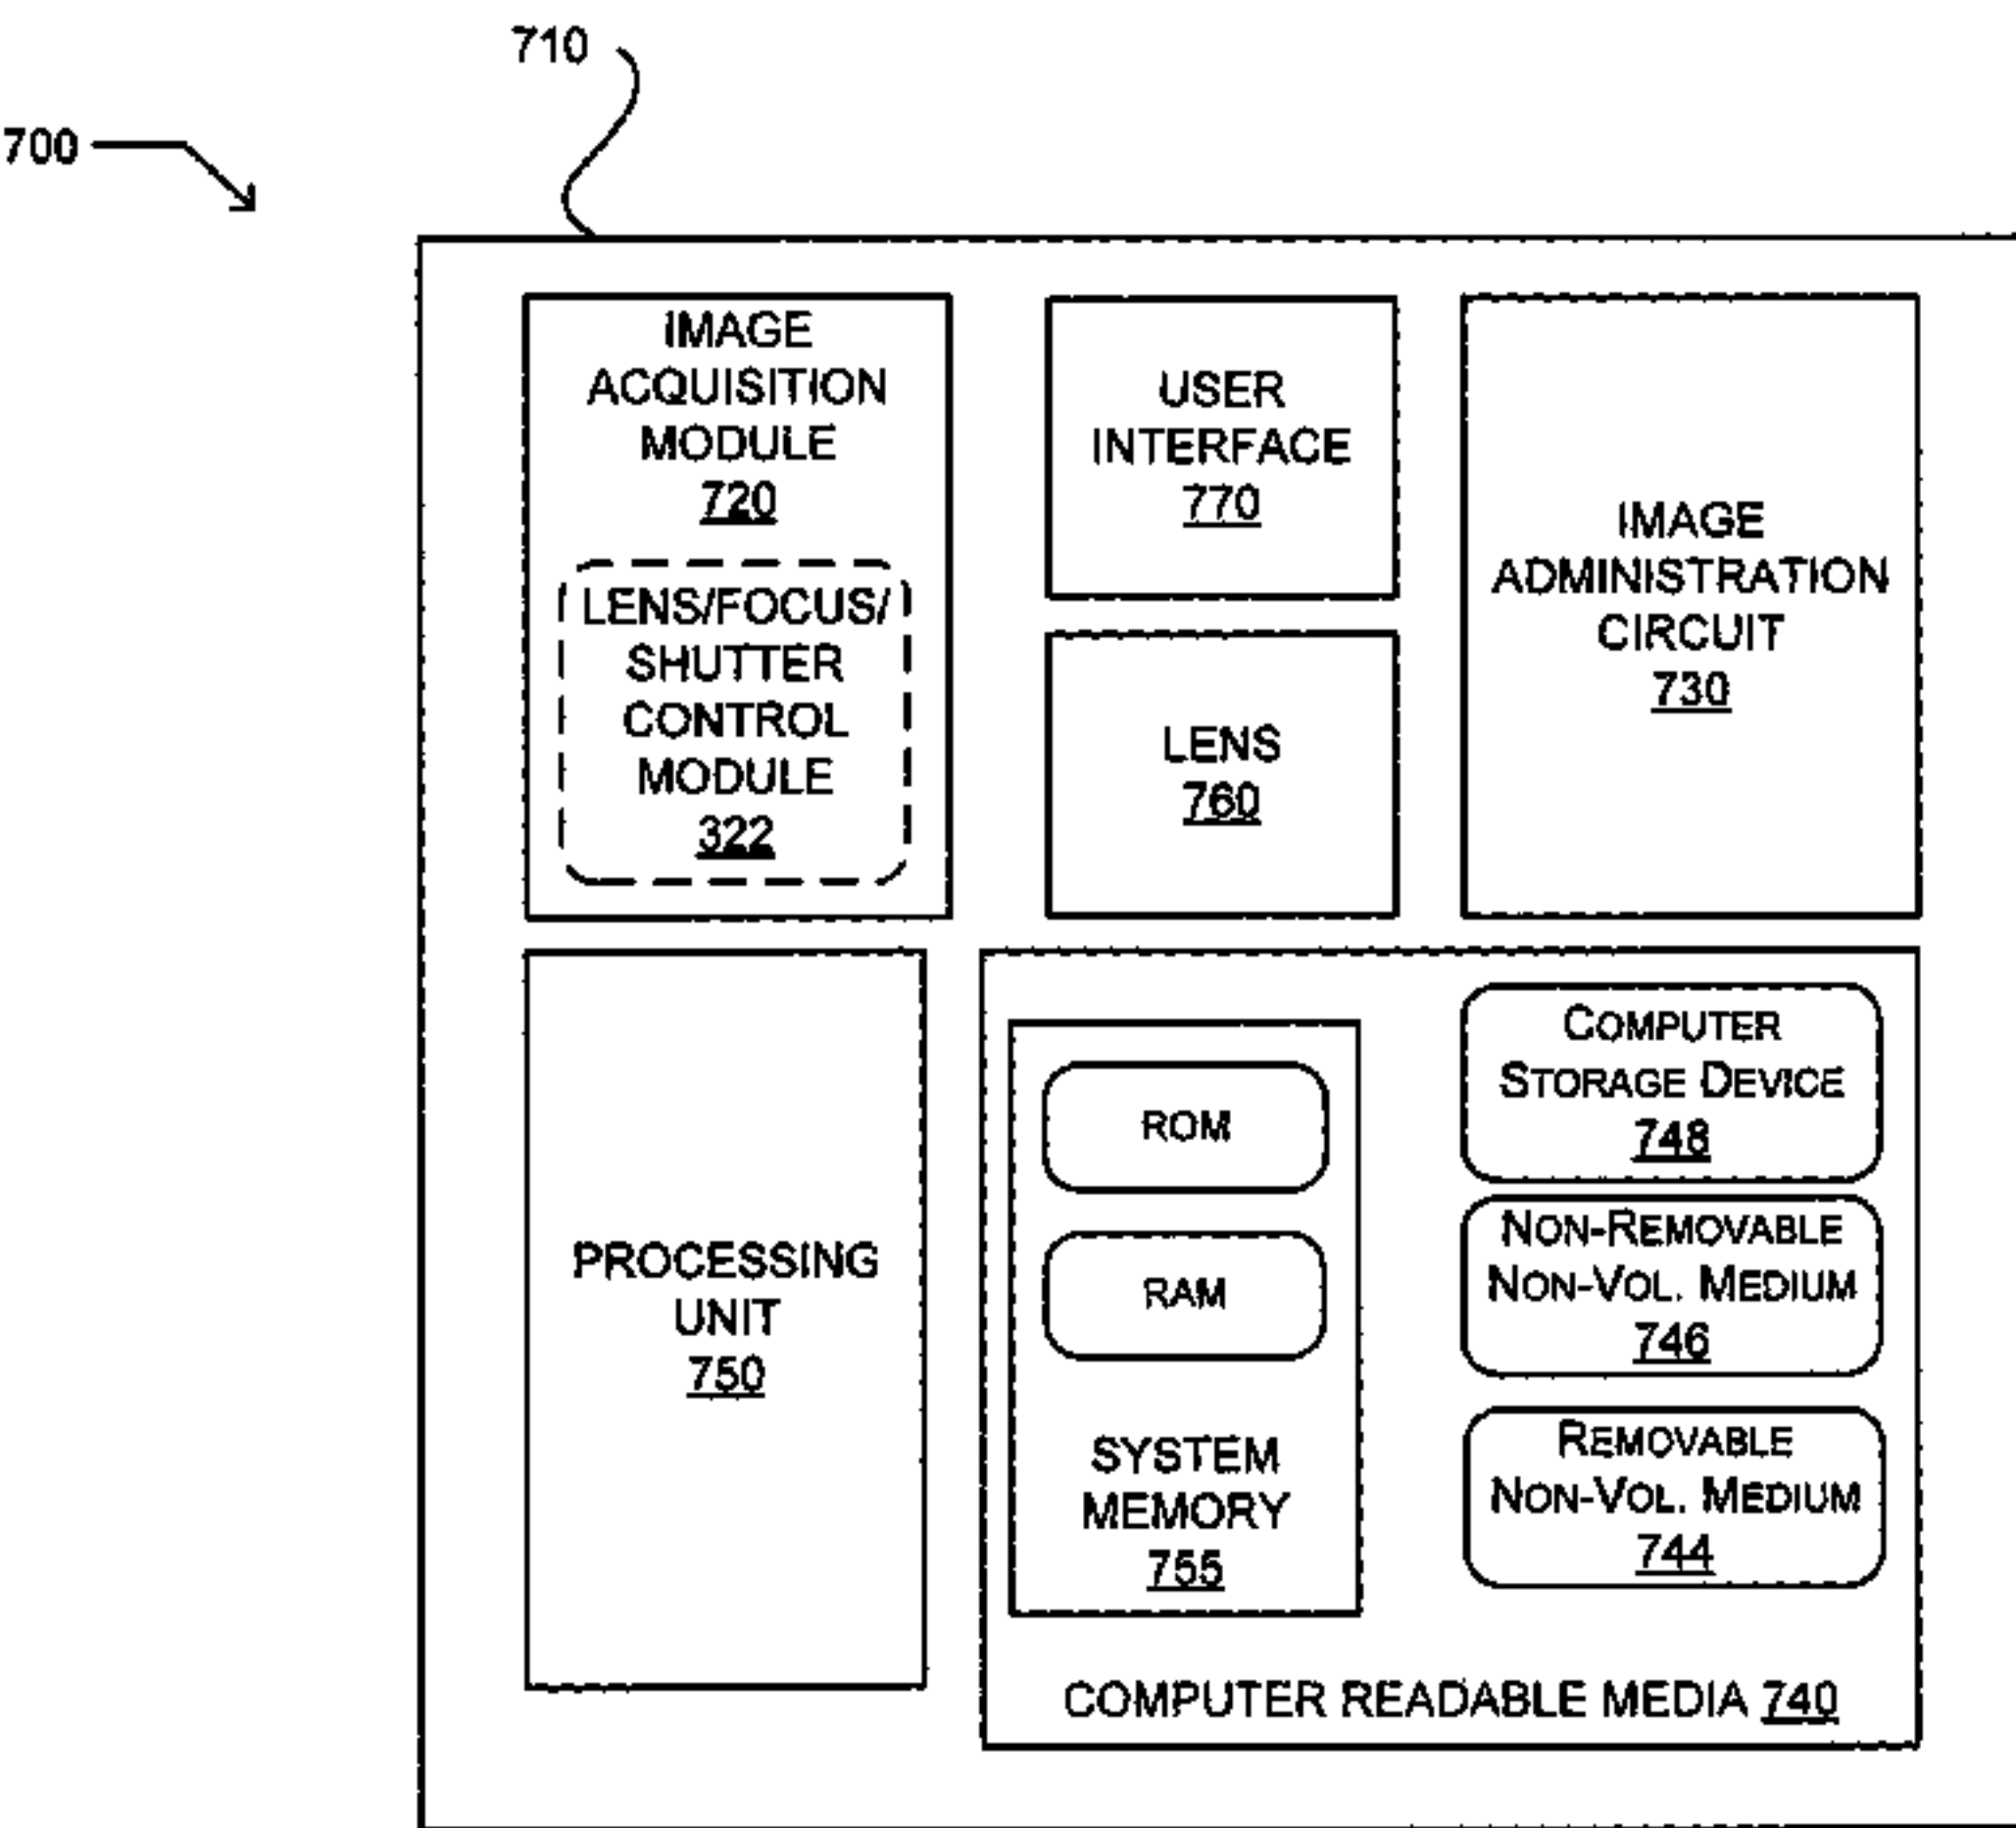 710
700
IMAGE
ACQUISITION
MODULE
720
LENS/FOCUS/
SHUTTER
CONTROL
MODULE
322
USER
INTERFACE
770
LENS
760
IMAGE
ADMINISTRATION
CIRCUIT
730
PROCESSING
UNIT
750
ROM
RAM
SYSTEM
MEMORY
755
COMPUTER
STORAGE DEVICE
748
NON-REMOVABLE
NON-VOL. MEDIUM
746
REMOVABLE
NON-VOL. MEDIUM
744
COMPUTER READABLE MEDIA 740